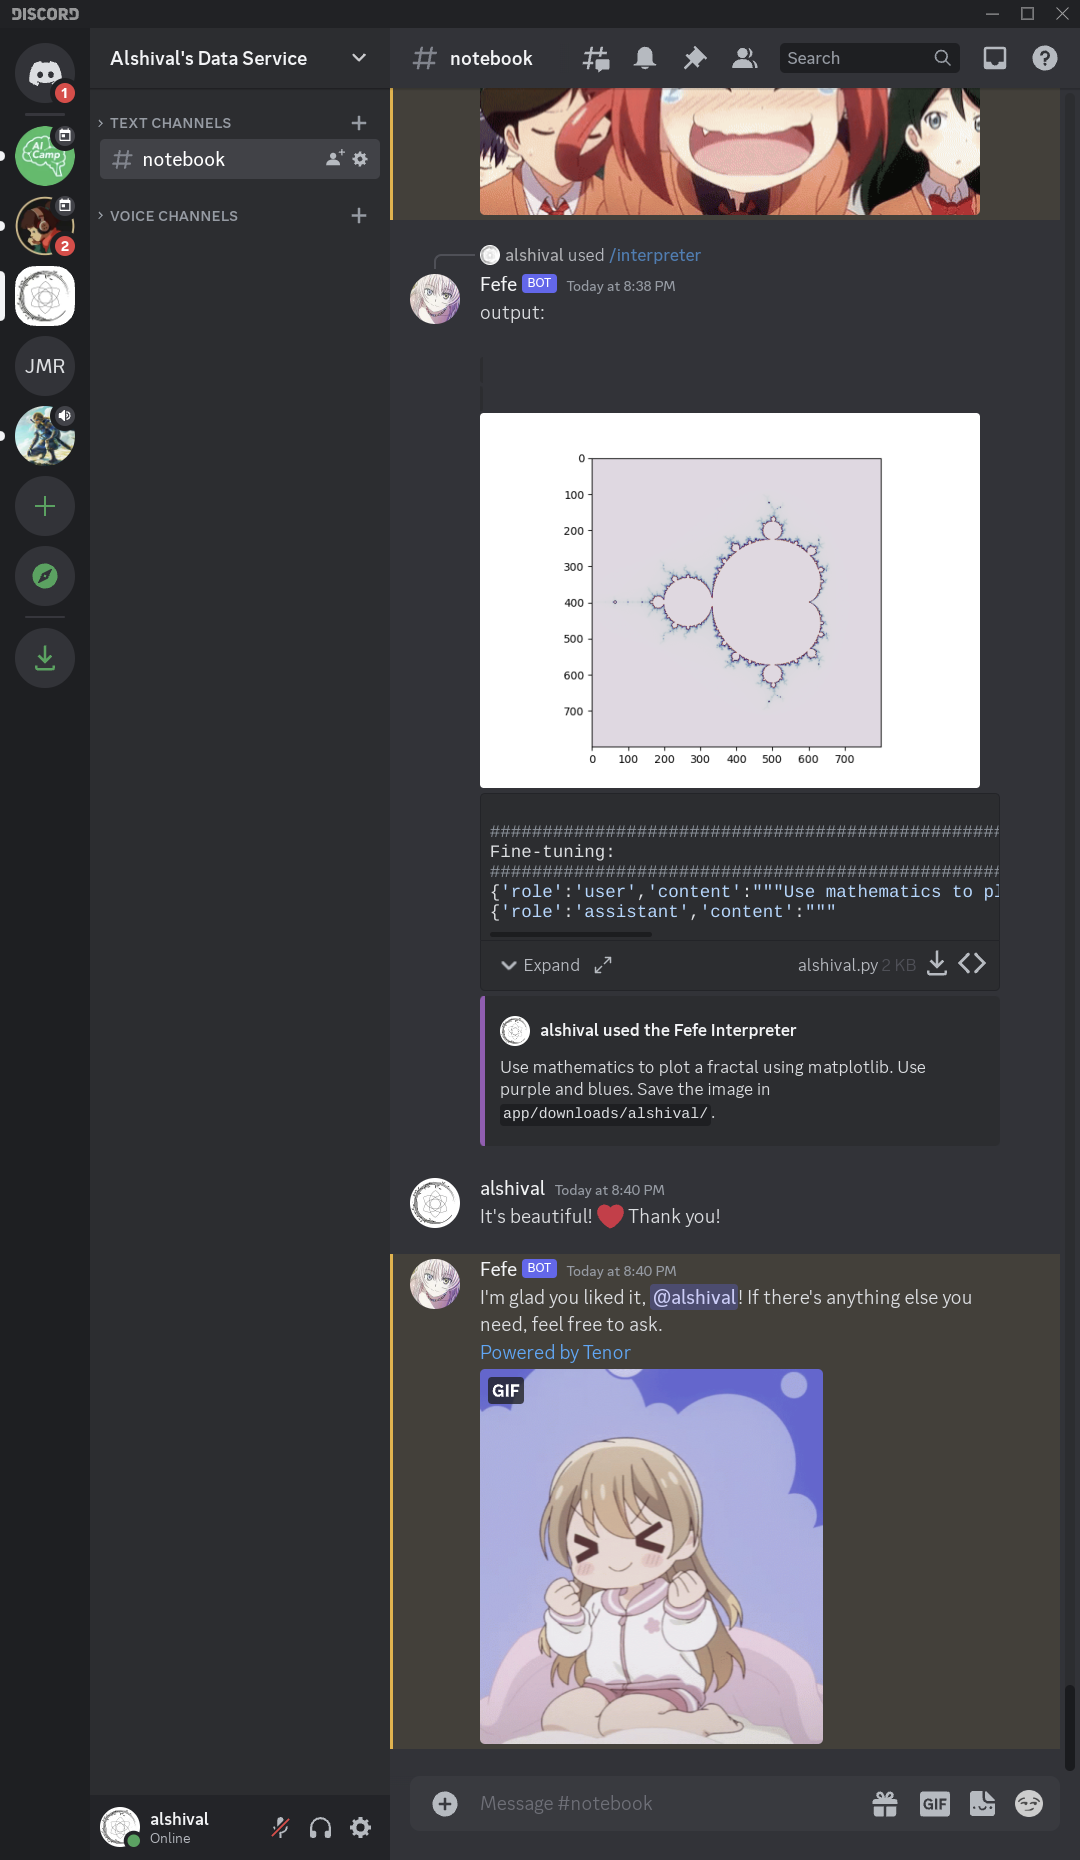 DISCORD
1
AI Camp
2
JMR
Alshival's Data Service
TEXT CHANNELS
notebook
VOICE CHANNELS
alshival
Online
notebook
Search
alshival used /interpreter
Fefe BOT Today at 8:38 PM
output:
0
100
200
300
400
500
600
700
0 100 200 300 400 500 600 700
####################################################
Fine-tuning:
####################################################
{'role':'user','content':"""Use mathematics to pl
{'role':'assistant','content':"""
Expand
alshival.py 2 KB
alshival used the Fefe Interpreter
Use mathematics to plot a fractal using matplotlib. Use
purple and blues. Save the image in
app/downloads/alshival/.
alshival Today at 8:40 PM
It's beautiful! ❤️ Thank you!
Fefe BOT Today at 8:40 PM
I'm glad you liked it, @alshival! If there's anything else you
need, feel free to ask.
Powered by Tenor
GIF
Message #notebook
GIF